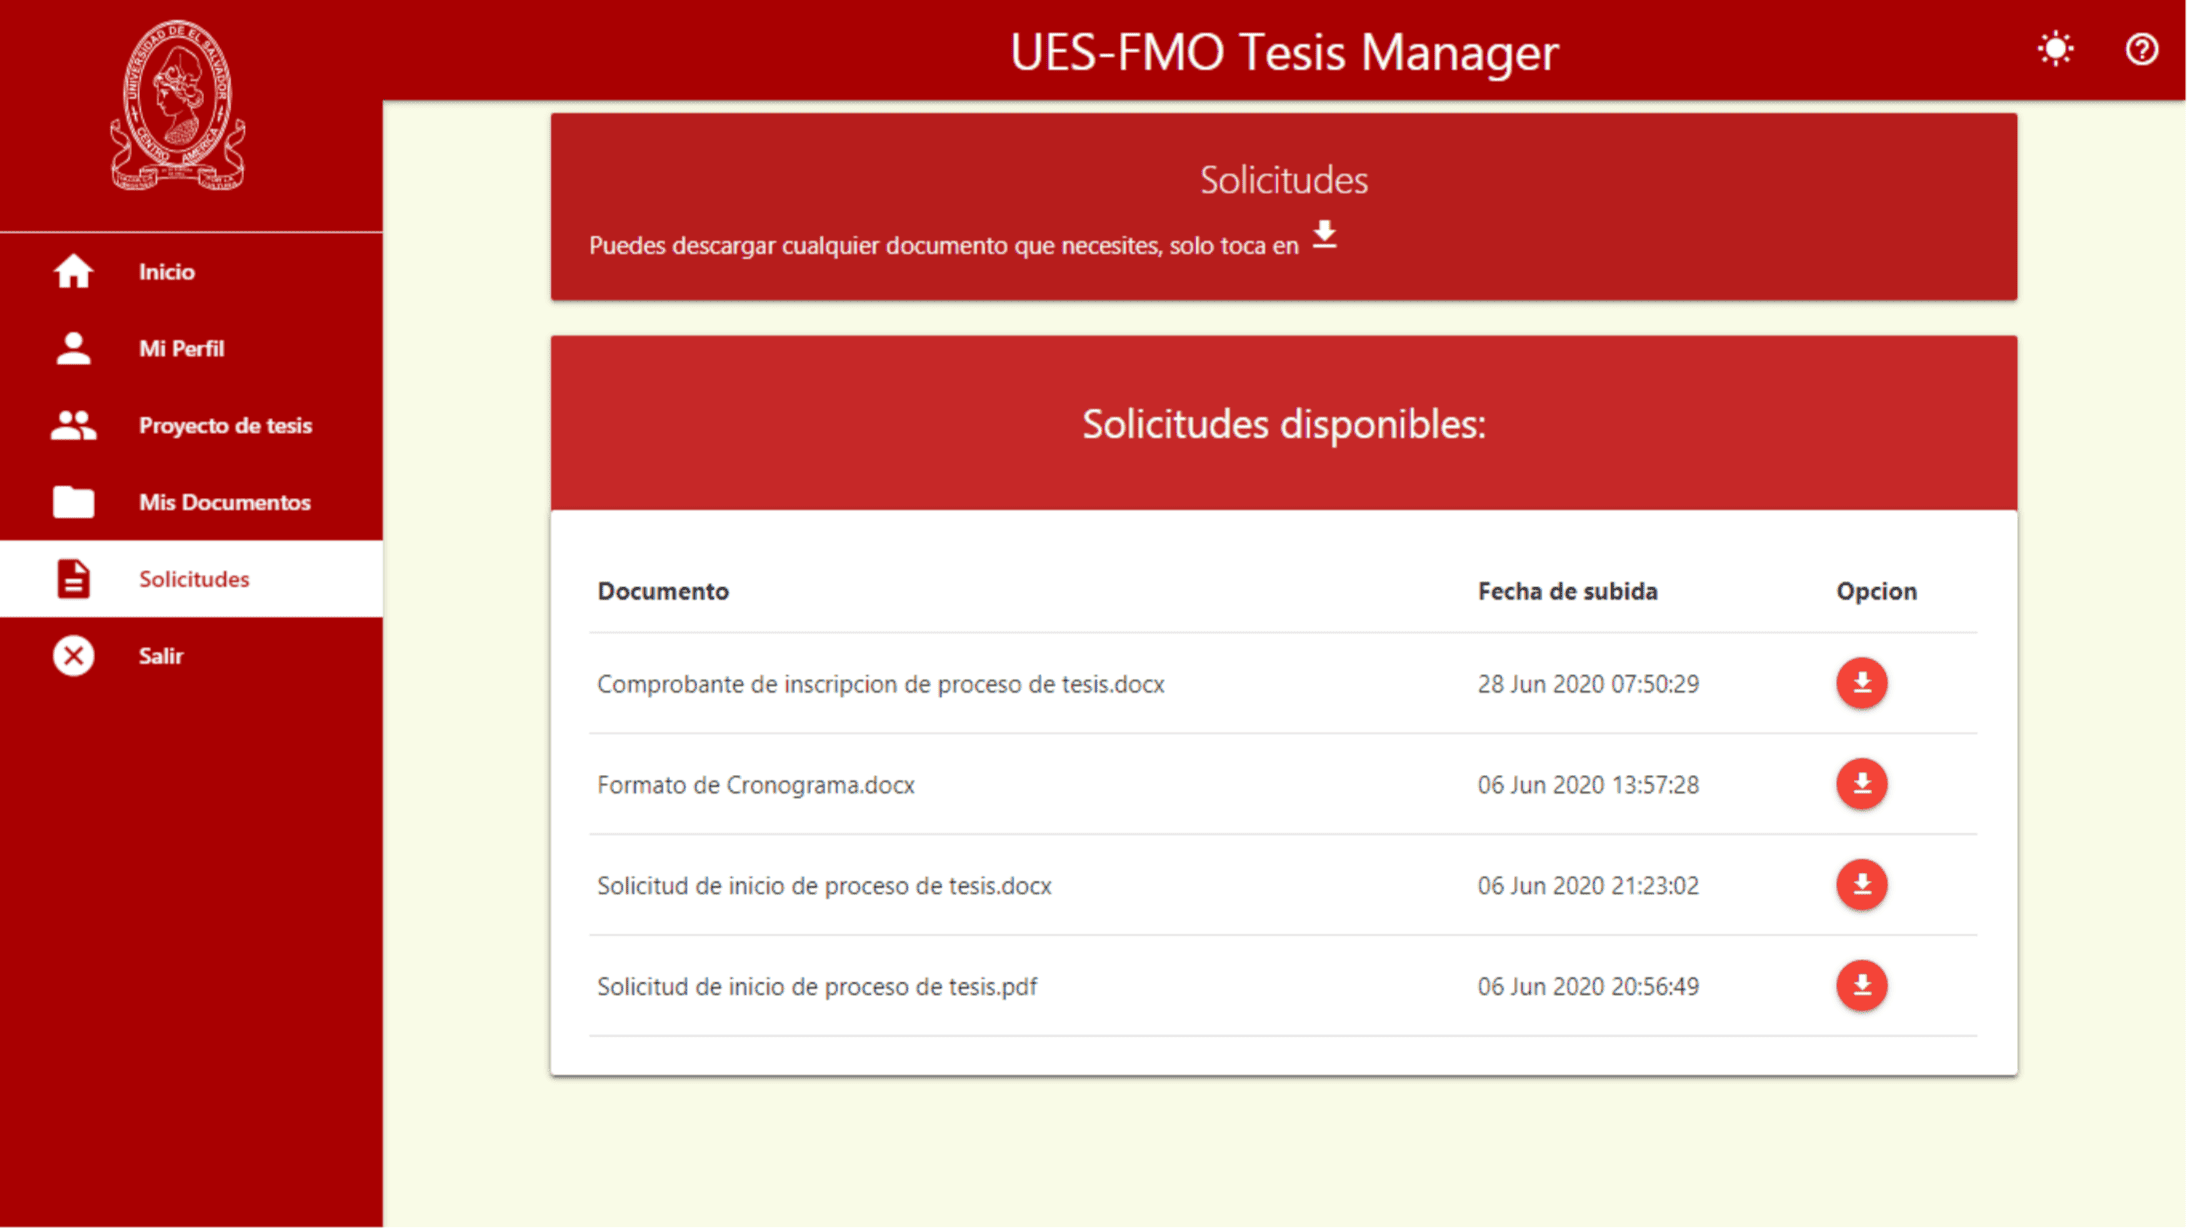 UNIVERSIDAD DE EL SALVADOR
CENTRO AMERICA
UES-FMO Tesis Manager
Inicio
Mi Perfil
Proyecto de tesis
Mis Documentos
Solicitudes
Salir
Solicitudes
Puedes descargar cualquier documento que necesites, solo toca en
Solicitudes disponibles:
Documento Fecha de subida Opcion
Comprobante de inscripcion de proceso de tesis.docx 28 Jun 2020 07:50:29
Formato de Cronograma.docx 06 Jun 2020 13:57:28
Solicitud de inicio de proceso de tesis.docx 06 Jun 2020 21:23:02
Solicitud de inicio de proceso de tesis.pdf 06 Jun 2020 20:56:49